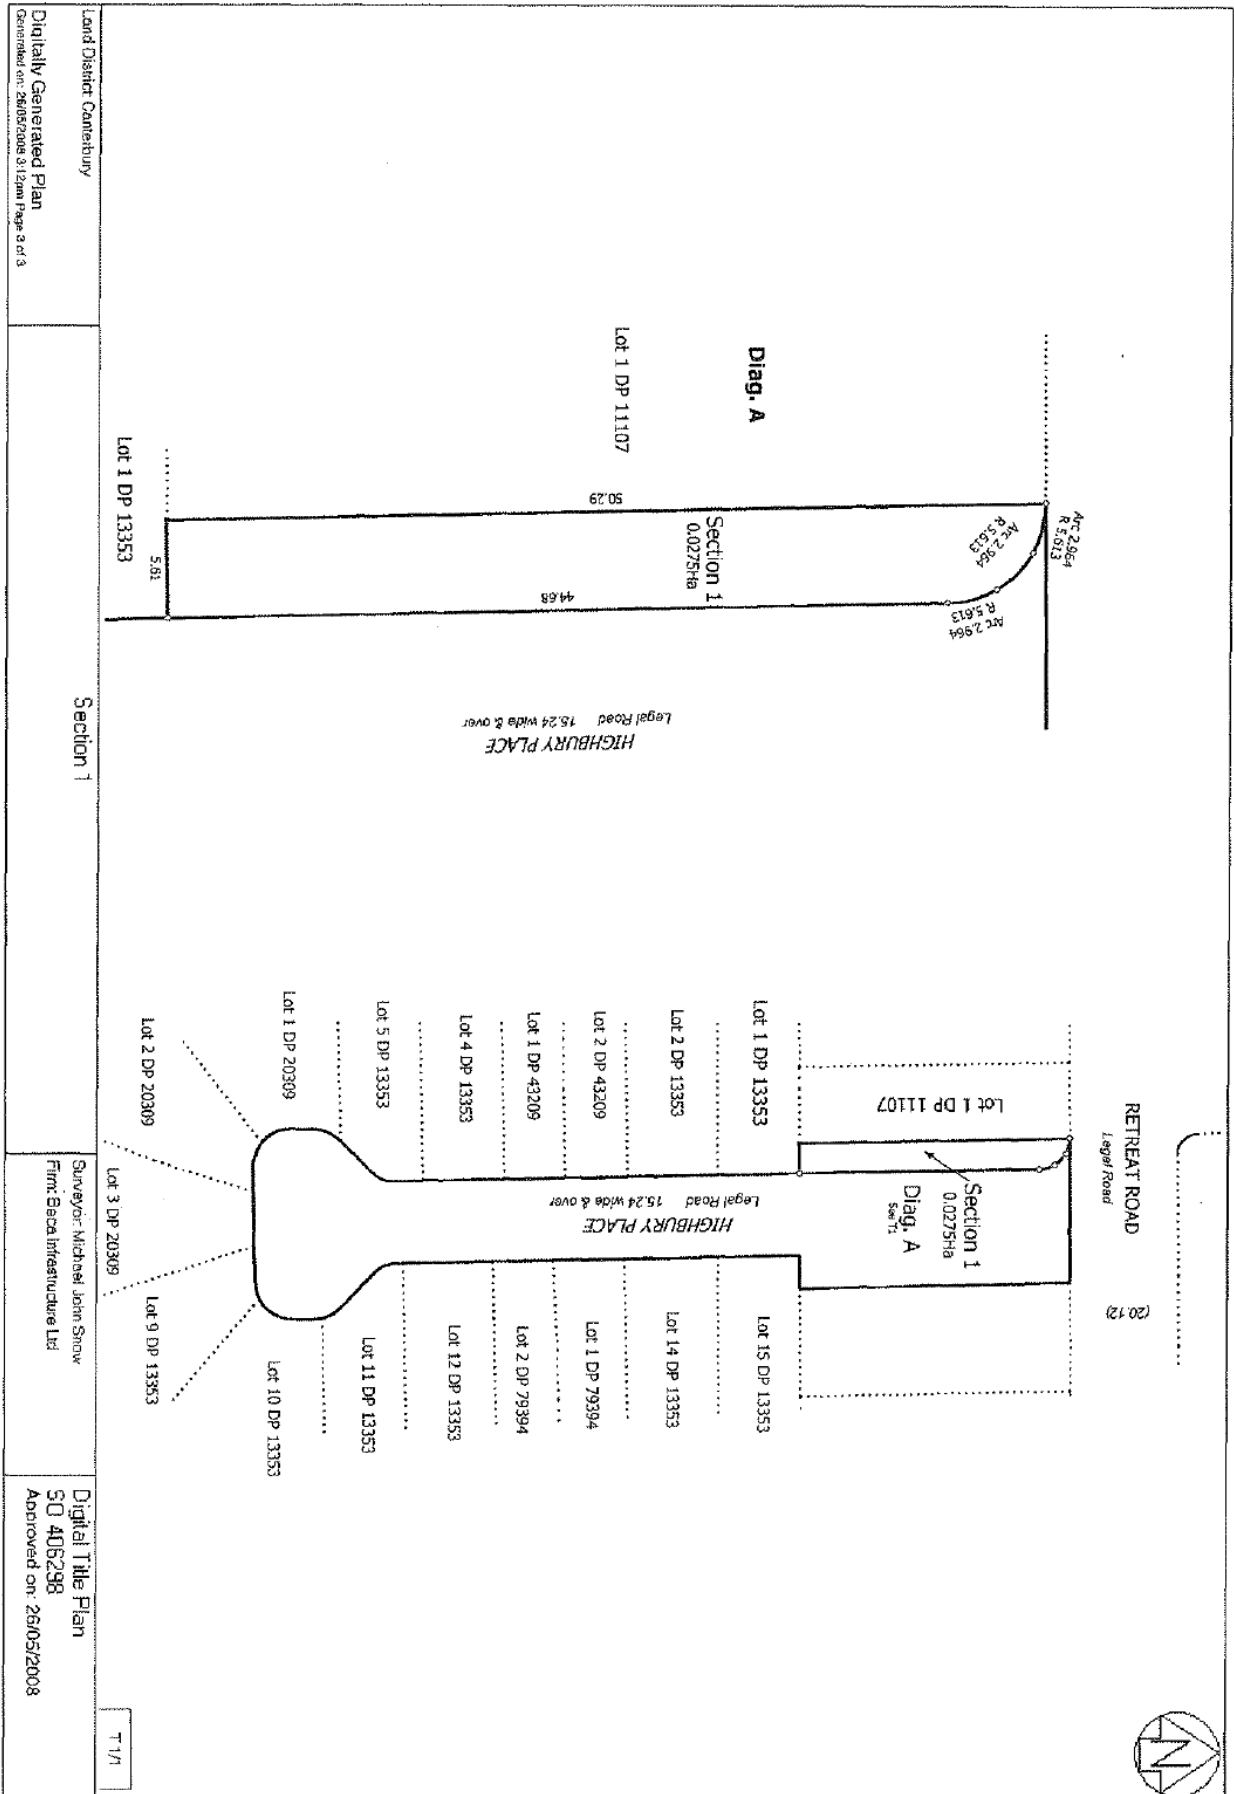 RETREAT ROAD
Legal Road
(20.12)
Arc 2.964
R 5.613
Arc 2.964
R 5.613
Arc 2.964
R 5.613
Diag. A
Lot 1 DP 11107
50.29
Section 1
0.0275Ha
44.68
5.61
Lot 1 DP 13353
HIGHBURY PLACE
Legal Road 15.24 wide & over
Lot 1 DP 11107
Section 1
0.0275Ha
Diag. A
See T1
Lot 1 DP 13353
Lot 2 DP 13353
Lot 2 DP 43209
Lot 1 DP 43209
Lot 4 DP 13353
Lot 5 DP 13353
Lot 1 DP 20309
Lot 2 DP 20309
Lot 3 DP 20309
HIGHBURY PLACE
Legal Road 15.24 wide & over
Lot 15 DP 13353
Lot 14 DP 13353
Lot 1 DP 79394
Lot 2 DP 79394
Lot 12 DP 13353
Lot 11 DP 13353
Lot 10 DP 13353
Lot 9 DP 13353
N
T 1/1
Land District: Canterbury
Digitally Generated Plan
Generated on: 26/05/2008 3:12pm Page 3 of 3
Section 1
Surveyor: Michael John Snow
Firm: Beca Infrastructure Ltd
Digital Title Plan
SO 406298
Approved on: 26/05/2008